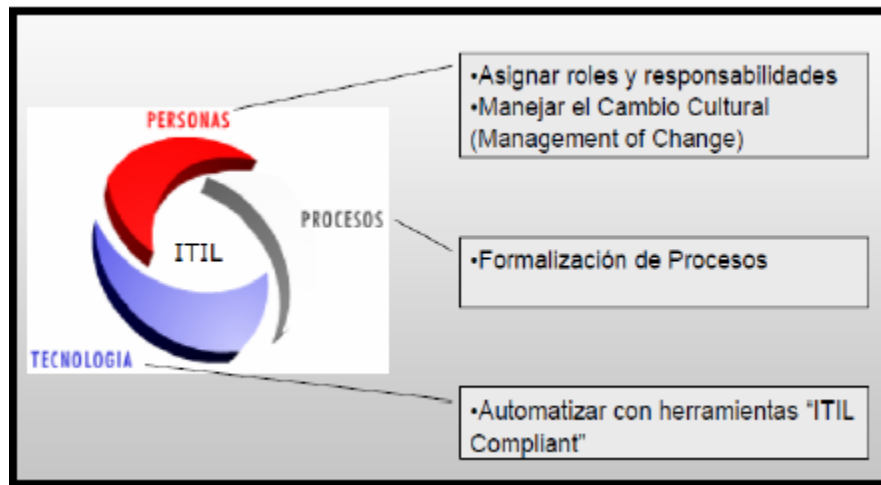 PERSONAS
PROCESOS
ITIL
TECNOLOGIA
•Asignar roles y responsabilidades
•Manejar el Cambio Cultural
(Management of Change)
•Formalización de Procesos
•Automatizar con herramientas “ITIL
Compliant”